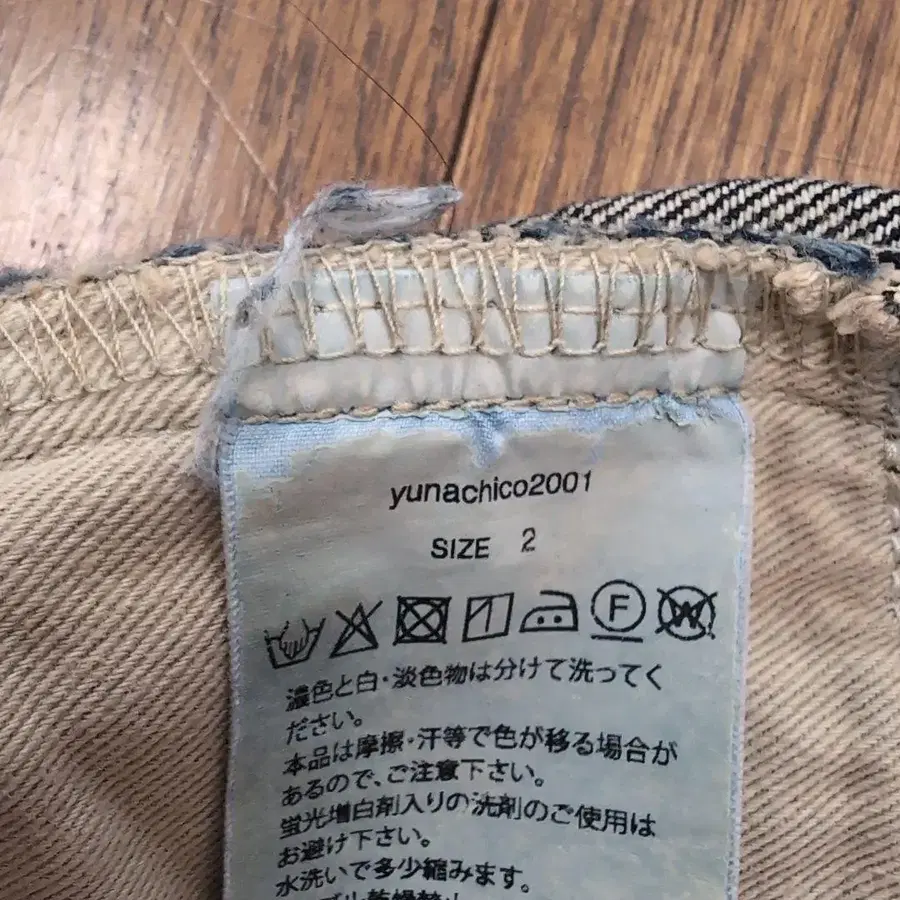 yunachico2001
SIZE 2
F W
濃色と白・淡色物は分けて洗ってく
ださい。
本品は摩擦・汗等で色が移る場合が
あるので、ご注意下さい。
蛍光増白剤入りの洗剤のご使用は
お避け下さい。
水洗いで多少縮みます。